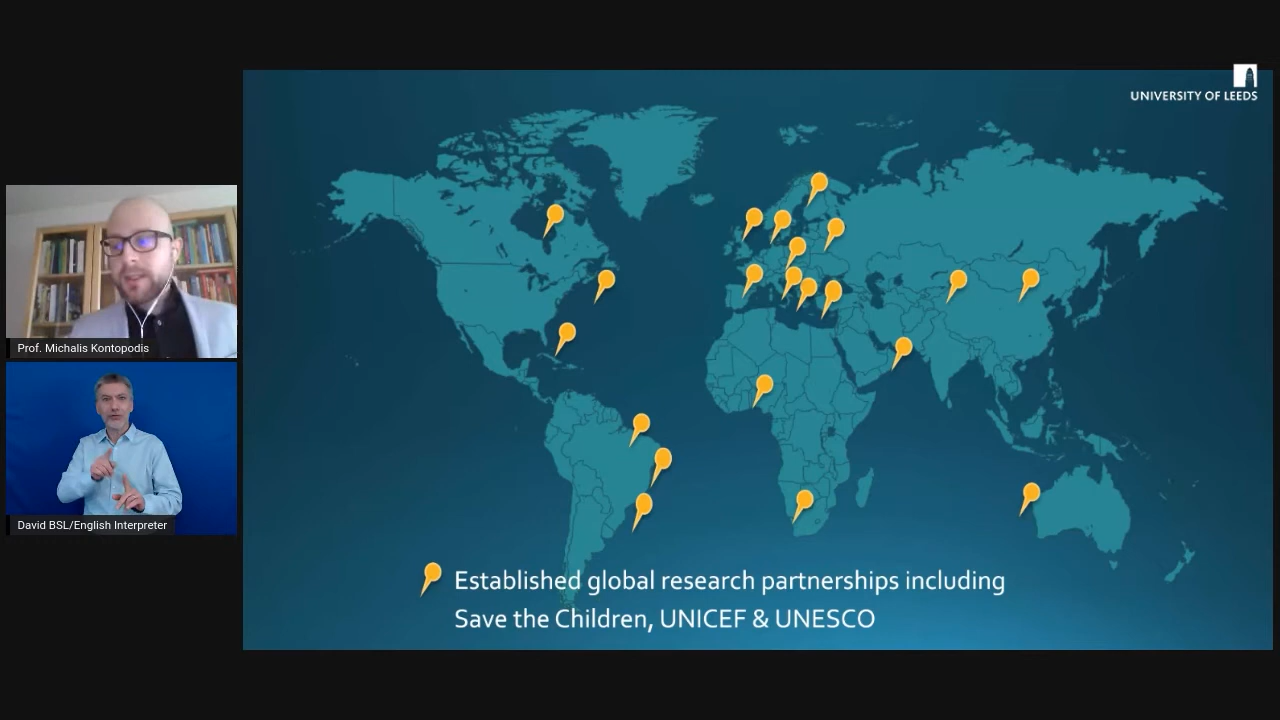 UNIVERSITY OF LEEDS
Prof. Michalis Kontopodis
David BSL/English Interpreter
Established global research partnerships including
Save the Children, UNICEF & UNESCO